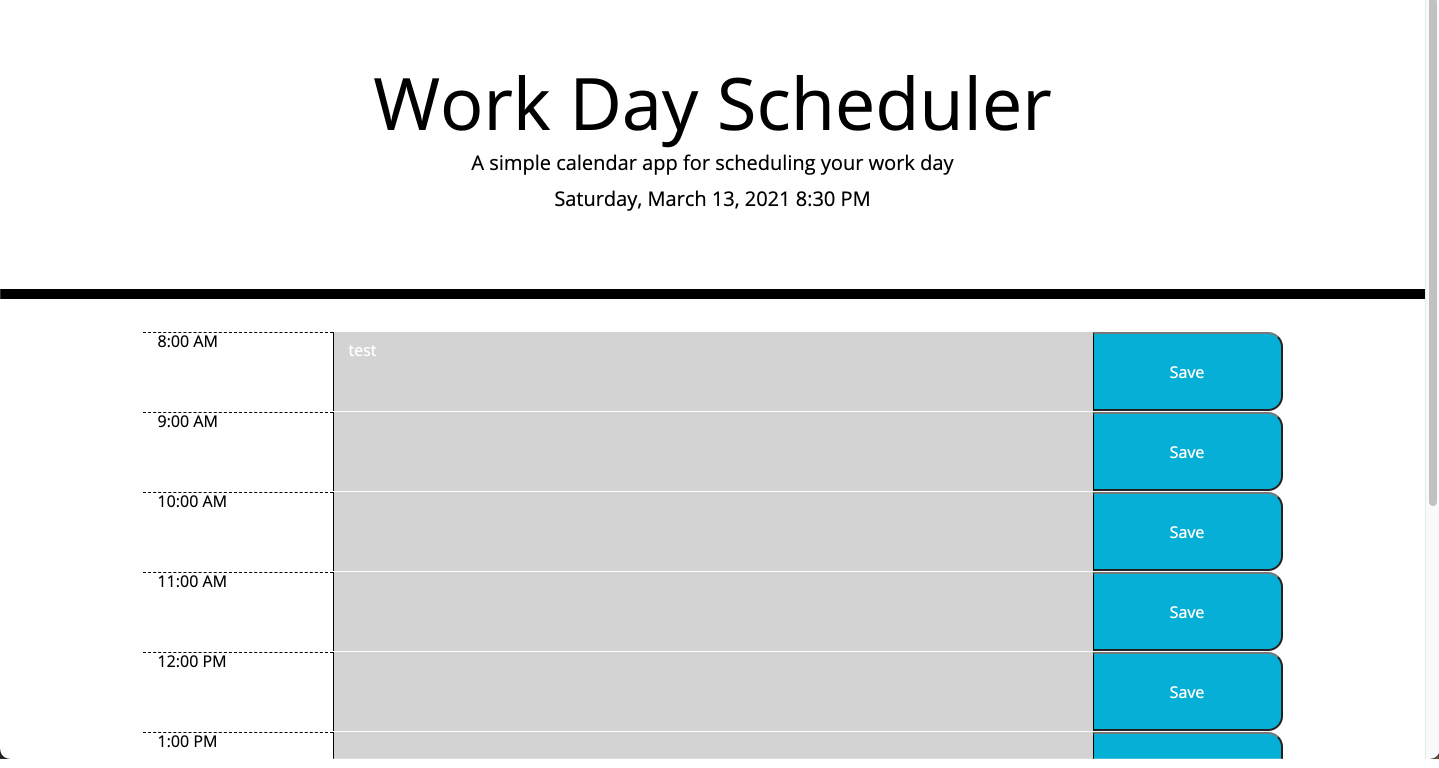 Work Day Scheduler
A simple calendar app for scheduling your work day
Saturday, March 13, 2021 8:30 PM
8:00 AM
test
Save
9:00 AM
Save
10:00 AM
Save
11:00 AM
Save
12:00 PM
Save
1:00 PM